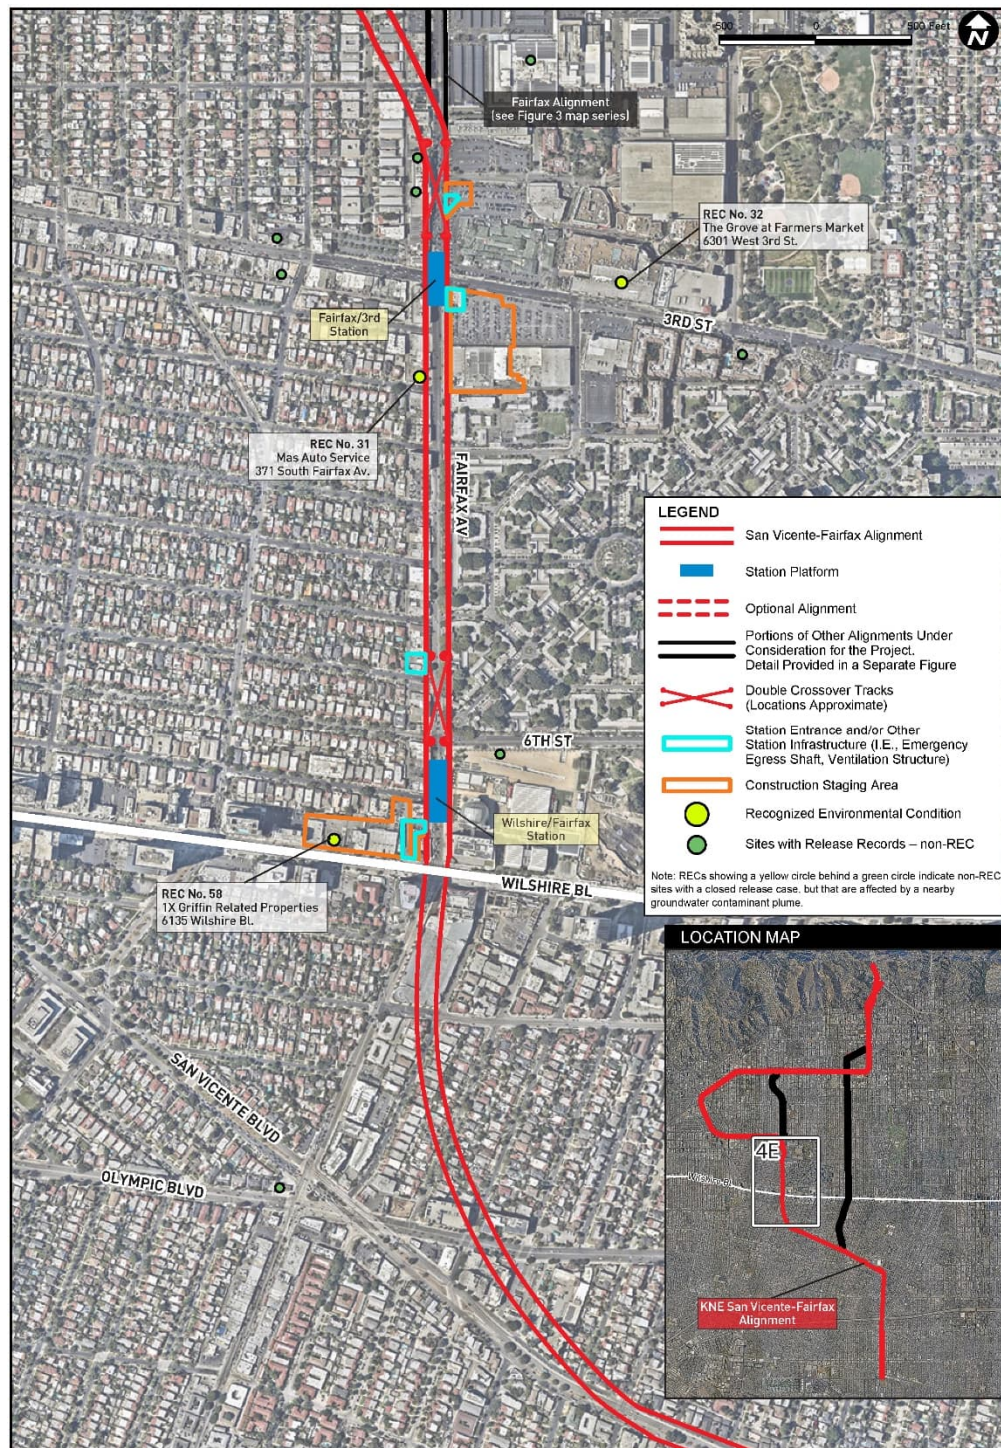 500 0 500 Feet
N
Fairfax Alignment
(see Figure 3 map series)
REC No. 32
The Grove at Farmers Market
6301 West 3rd St.
Fairfax/3rd
Station
3RD ST
REC No. 31
Mas Auto Service
371 South Fairfax Av.
FAIRFAX AV
LEGEND
San Vicente-Fairfax Alignment
Station Platform
Optional Alignment
Portions of Other Alignments Under
Consideration for the Project.
Detail Provided in a Separate Figure
Double Crossover Tracks
(Locations Approximate)
Station Entrance and/or Other
Station Infrastructure (I.E., Emergency
Egress Shaft, Ventilation Structure)
Construction Staging Area
Recognized Environmental Condition
Sites with Release Records – non-REC
Note: RECs showing a yellow circle behind a green circle indicate non-REC
sites with a closed release case, but that are affected by a nearby
groundwater contaminant plume.
6TH ST
Wilshire/Fairfax
Station
WILSHIRE BL
REC No. 58
1X Griffin Related Properties
6135 Wilshire Bl.
SAN VICENTE BLVD
OLYMPIC BLVD
LOCATION MAP
4E
Wilshire Bl
KNE San Vicente-Fairfax
Alignment